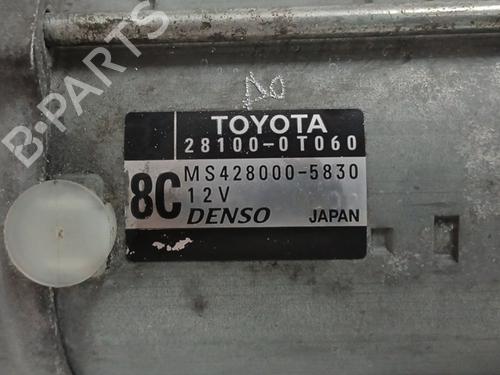 B-PARTS
TOYOTA
28100-0T060
8C MS428000-5830
12V
DENSO JAPAN